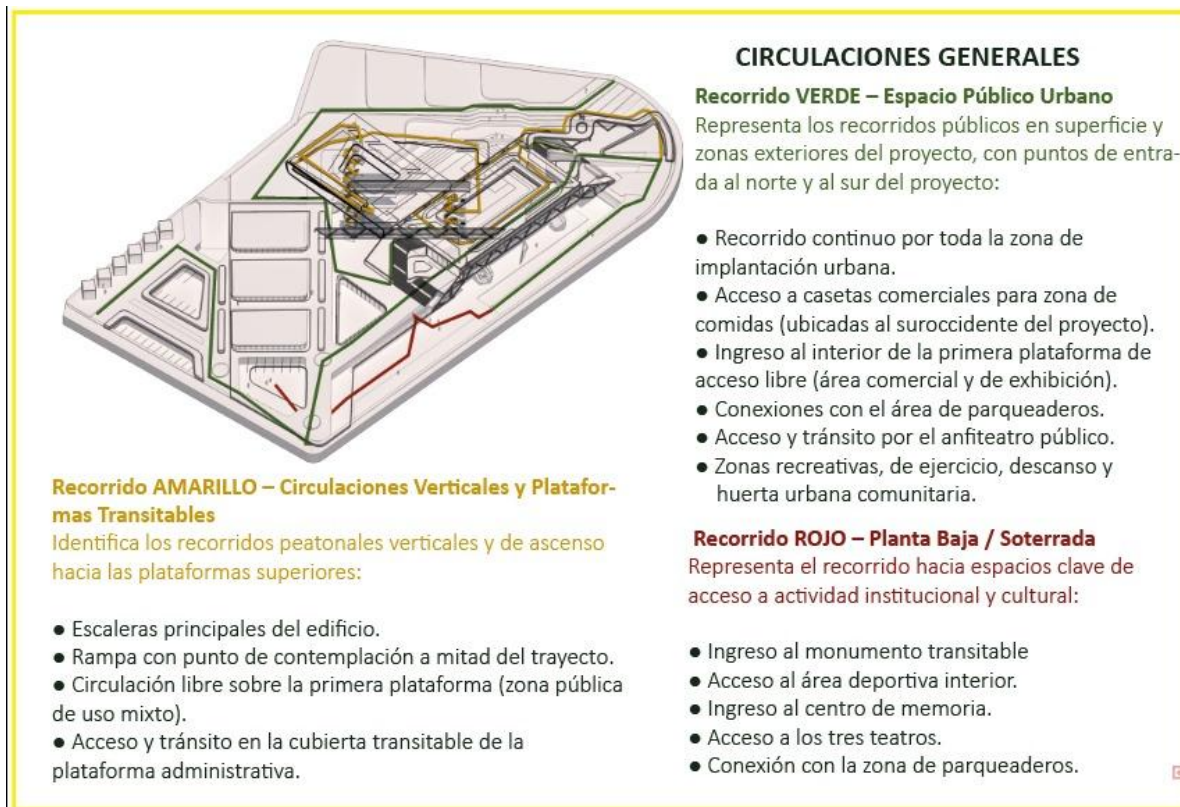 CIRCULACIONES GENERALES
Recorrido VERDE – Espacio Público Urbano
Representa los recorridos públicos en superficie y
zonas exteriores del proyecto, con puntos de entra-
da al norte y al sur del proyecto:
● Recorrido continuo por toda la zona de
implantación urbana.
● Acceso a casetas comerciales para zona de
comidas (ubicadas al suroccidente del proyecto).
● Ingreso al interior de la primera plataforma de
acceso libre (área comercial y de exhibición).
● Conexiones con el área de parqueaderos.
● Acceso y tránsito por el anfiteatro público.
● Zonas recreativas, de ejercicio, descanso y
huerta urbana comunitaria.
Recorrido AMARILLO – Circulaciones Verticales y Platafor-
mas Transitables
Identifica los recorridos peatonales verticales y de ascenso
hacia las plataformas superiores:
● Escaleras principales del edificio.
● Rampa con punto de contemplación a mitad del trayecto.
● Circulación libre sobre la primera plataforma (zona pública
de uso mixto).
● Acceso y tránsito en la cubierta transitable de la
plataforma administrativa.
Recorrido ROJO – Planta Baja / Soterrada
Representa el recorrido hacia espacios clave de
acceso a actividad institucional y cultural:
● Ingreso al monumento transitable
● Acceso al área deportiva interior.
● Ingreso al centro de memoria.
● Acceso a los tres teatros.
● Conexión con la zona de parqueaderos.